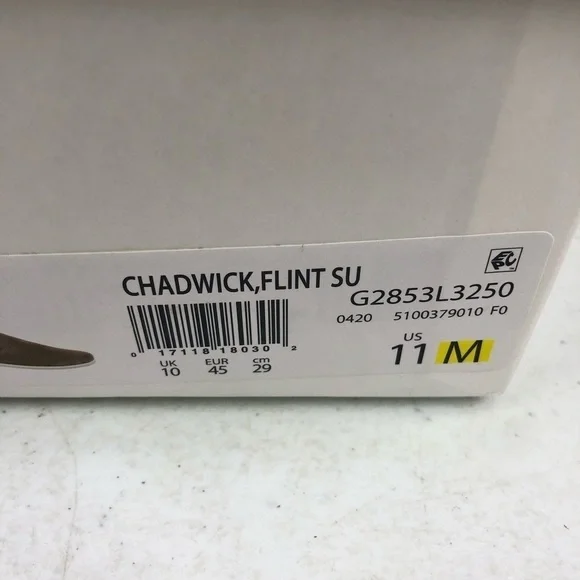 CHADWICK,FLINT SU
G2853L3250
0420 5100379010 F0
0 17118 18030 2
UK EUR cm
10 45 29
US
11 M
EPC